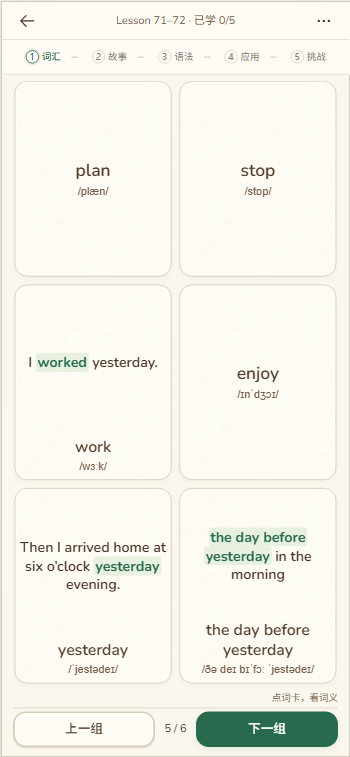 Lesson 71–72 · 已学 0/5
1 词汇 – 2 故事 – 3 语法 – 4 应用 – 5 挑战
plan
/plæn/
stop
/stɒp/
I worked yesterday.
work
/wɜːk/
enjoy
/ɪnˈdʒɔɪ/
Then I arrived home at
six o'clock yesterday
evening.
yesterday
/ˈjestədeɪ/
the day before
yesterday in the
morning
the day before
yesterday
/ðə deɪ bɪˈfɔː ˈjestədeɪ/
点词卡，看词义
上一组
5 / 6
下一组